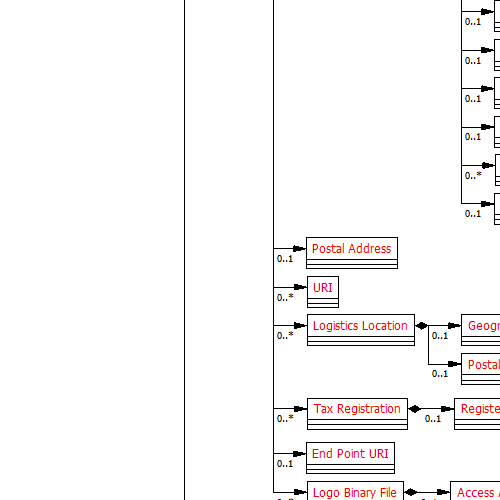 0..1
0..1
0..1
0..1
0..*
0..1
Postal Address
0..1
URI
0..*
Logistics Location
0..*
0..1
Postal
0..1
Tax Registration
0..*
0..1
End Point URI
0..1
Logo Binary File
Access